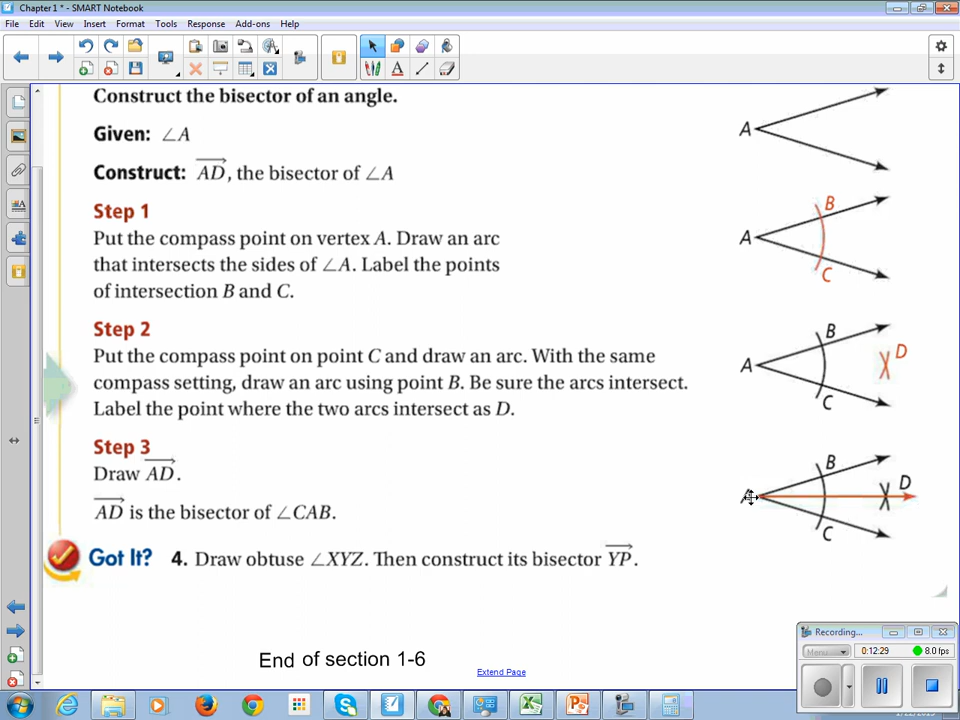 Chapter1 * - SMART Notebook
File Edit View Insert Format Tools Response Add-ons Help
Construct the bisector of an angle.
Given: ∠A
Construct: AD, the bisector of ∠A
A
Step 1
Put the compass point on vertex A. Draw an arc
that intersects the sides of ∠A. Label the points
of intersection B and C.
B
A
C
Step 2
Put the compass point on point C and draw an arc. With the same
compass setting, draw an arc using point B. Be sure the arcs intersect.
Label the point where the two arcs intersect as D.
B
D
A
C
Step 3
Draw AD.
AD is the bisector of ∠CAB.
B
D
A
C
Got It? 4. Draw obtuse ∠XYZ. Then construct its bisector YP.
End of section 1-6
Extend Page
Recording...
Menu
0:12:29 8.0 fps